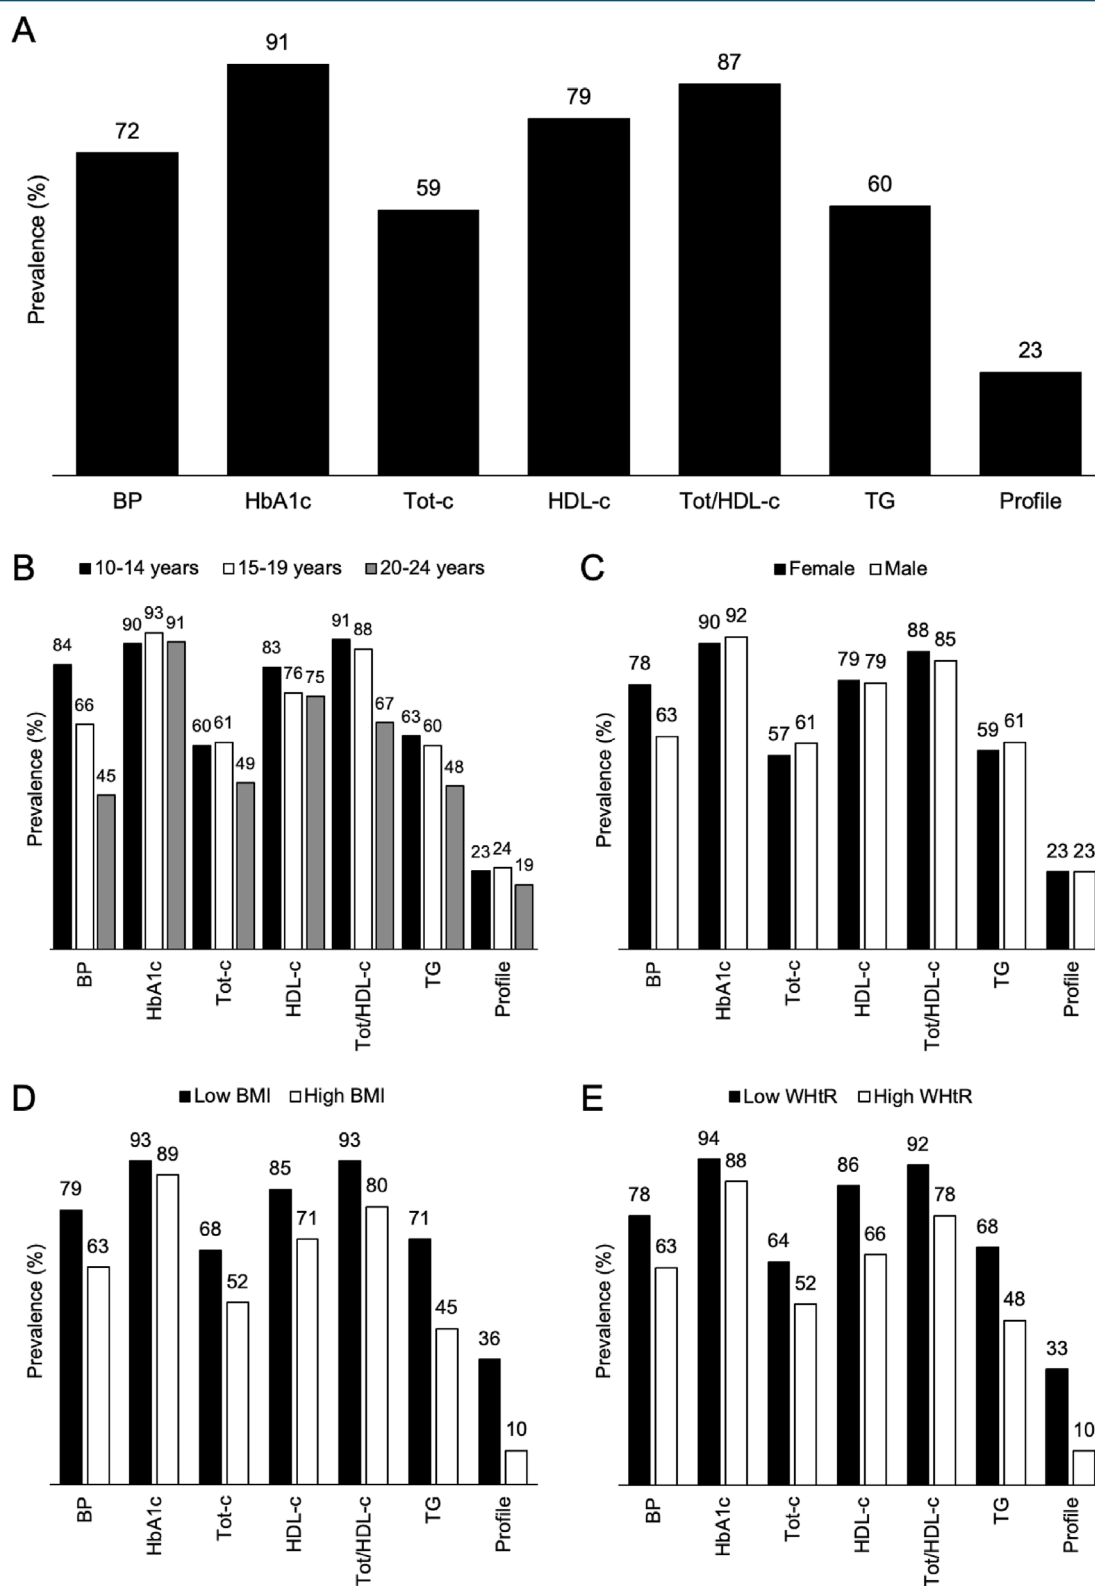 A
Prevalence (%)
72
91
59
79
87
60
23
BP
HbA1c
Tot-c
HDL-c
Tot/HDL-c
TG
Profile
B
10-14 years
15-19 years
20-24 years
Prevalence (%)
84
66
45
90
93
91
60
61
49
83
76
75
91
88
67
63
60
48
23
24
19
BP
HbA1c
Tot-c
HDL-c
Tot/HDL-c
TG
Profile
C
Female
Male
Prevalence (%)
78
63
90
92
57
61
79
79
88
85
59
61
23
23
BP
HbA1c
Tot-c
HDL-c
Tot/HDL-c
TG
Profile
D
Low BMI
High BMI
Prevalence (%)
79
63
93
89
68
52
85
71
93
80
71
45
36
10
BP
HbA1c
Tot-c
HDL-c
Tot/HDL-c
TG
Profile
E
Low WHtR
High WHtR
Prevalence (%)
78
63
94
88
64
52
86
66
92
78
68
48
33
10
BP
HbA1c
Tot-c
HDL-c
Tot/HDL-c
TG
Profile